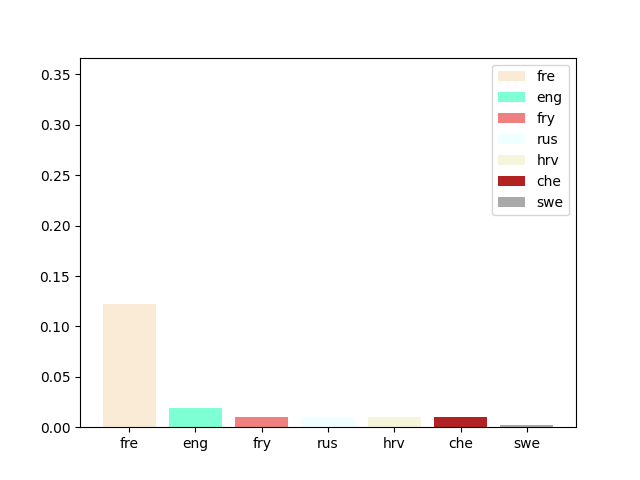 0.35
0.30
0.25
0.20
0.15
0.10
0.05
0.00
fre eng fry rus hrv che swe
fre
eng
fry
rus
hrv
che
swe